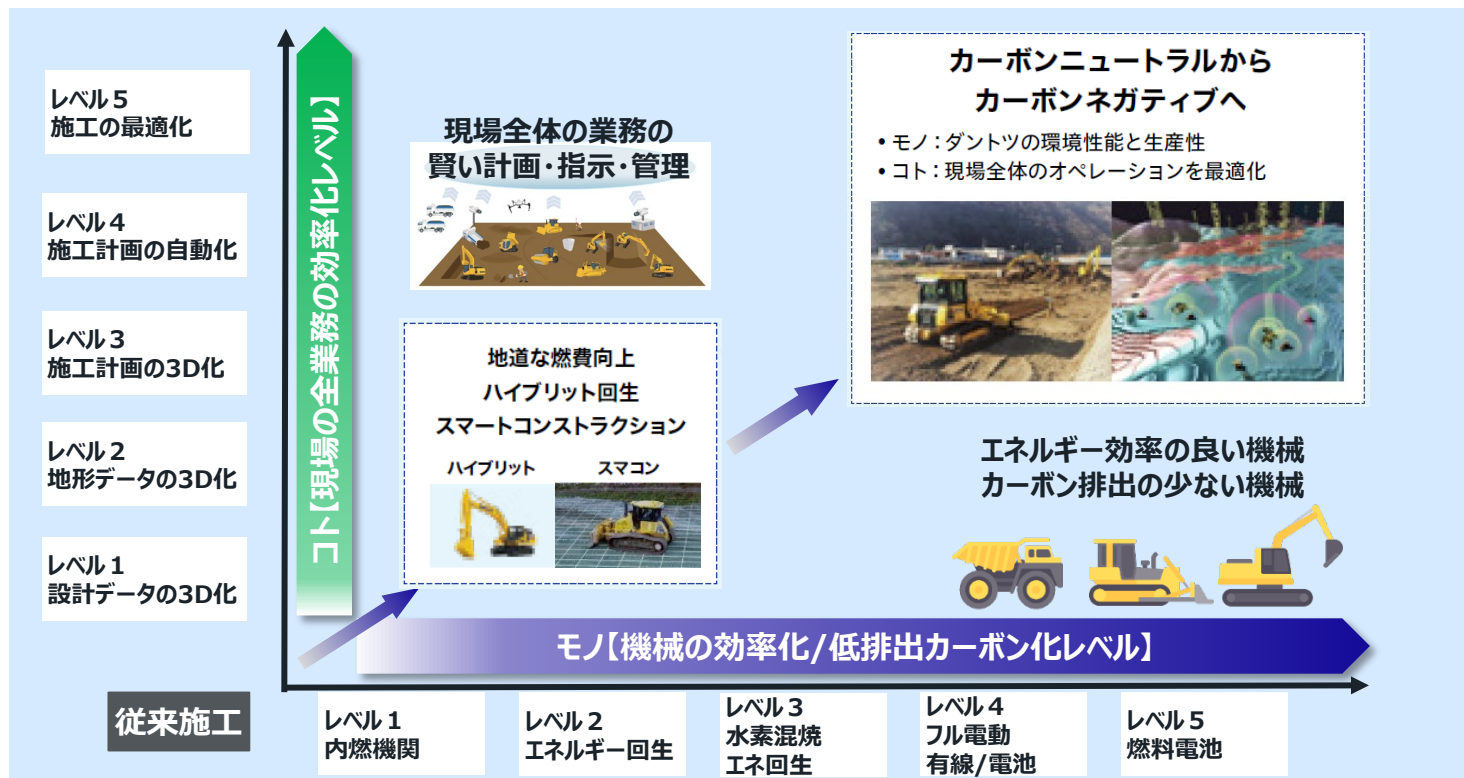 レベル５
施工の最適化
レベル４
施工計画の自動化
レベル３
施工計画の3D化
レベル２
地形データの3D化
レベル１
設計データの3D化
コト【現場の全業務の効率化レベル】
現場全体の業務の
賢い計画・指示・管理
地道な燃費向上
ハイブリット回生
スマートコンストラクション
ハイブリット
スマコン
カーボンニュートラルから
カーボンネガティブへ
• モノ：ダントツの環境性能と生産性
• コト：現場全体のオペレーションを最適化
エネルギー効率の良い機械
カーボン排出の少ない機械
モノ【機械の効率化/低排出カーボン化レベル】
従来施工
レベル１
内燃機関
レベル２
エネルギー回生
レベル３
水素混焼
エネ回生
レベル４
フル電動
有線/電池
レベル５
燃料電池